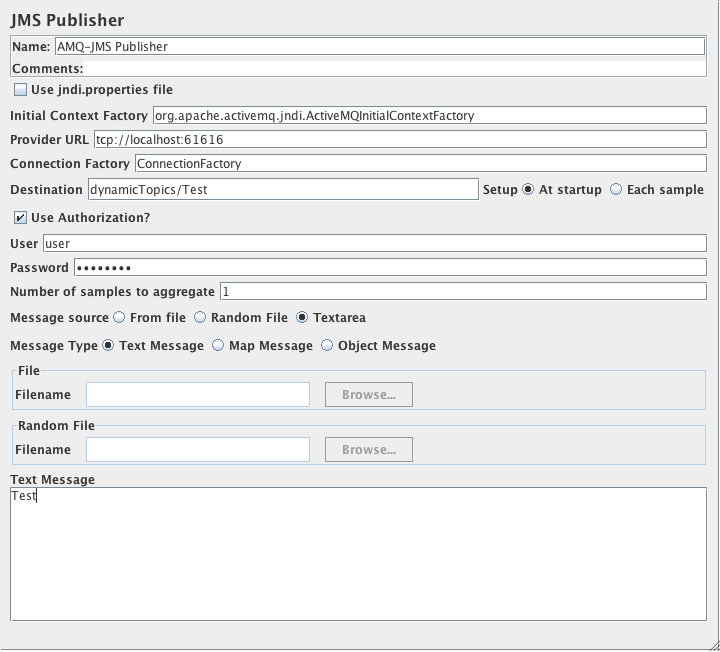 JMS Publisher
Name: AMQ-JMS Publisher
Comments:
Use jndi.properties file
Initial Context Factory org.apache.activemq.jndi.ActiveMQInitialContextFactory
Provider URL tcp://localhost:61616
Connection Factory ConnectionFactory
Destination dynamicTopics/Test Setup At startup Each sample
Use Authorization?
User user
Password ••••••••
Number of samples to aggregate 1
Message source From file Random File Textarea
Message Type Text Message Map Message Object Message
File
Filename Browse...
Random File
Filename Browse...
Text Message
Test